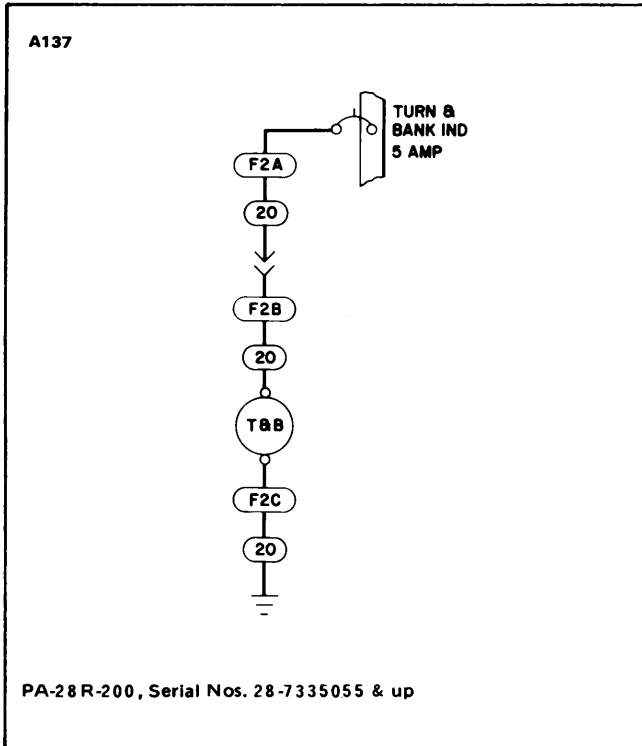 A137
TURN &
BANK IND
5 AMP
F2A
20
F2B
20
T&B
F2C
20
PA-28R-200, Serial Nos. 28-7335055 & up